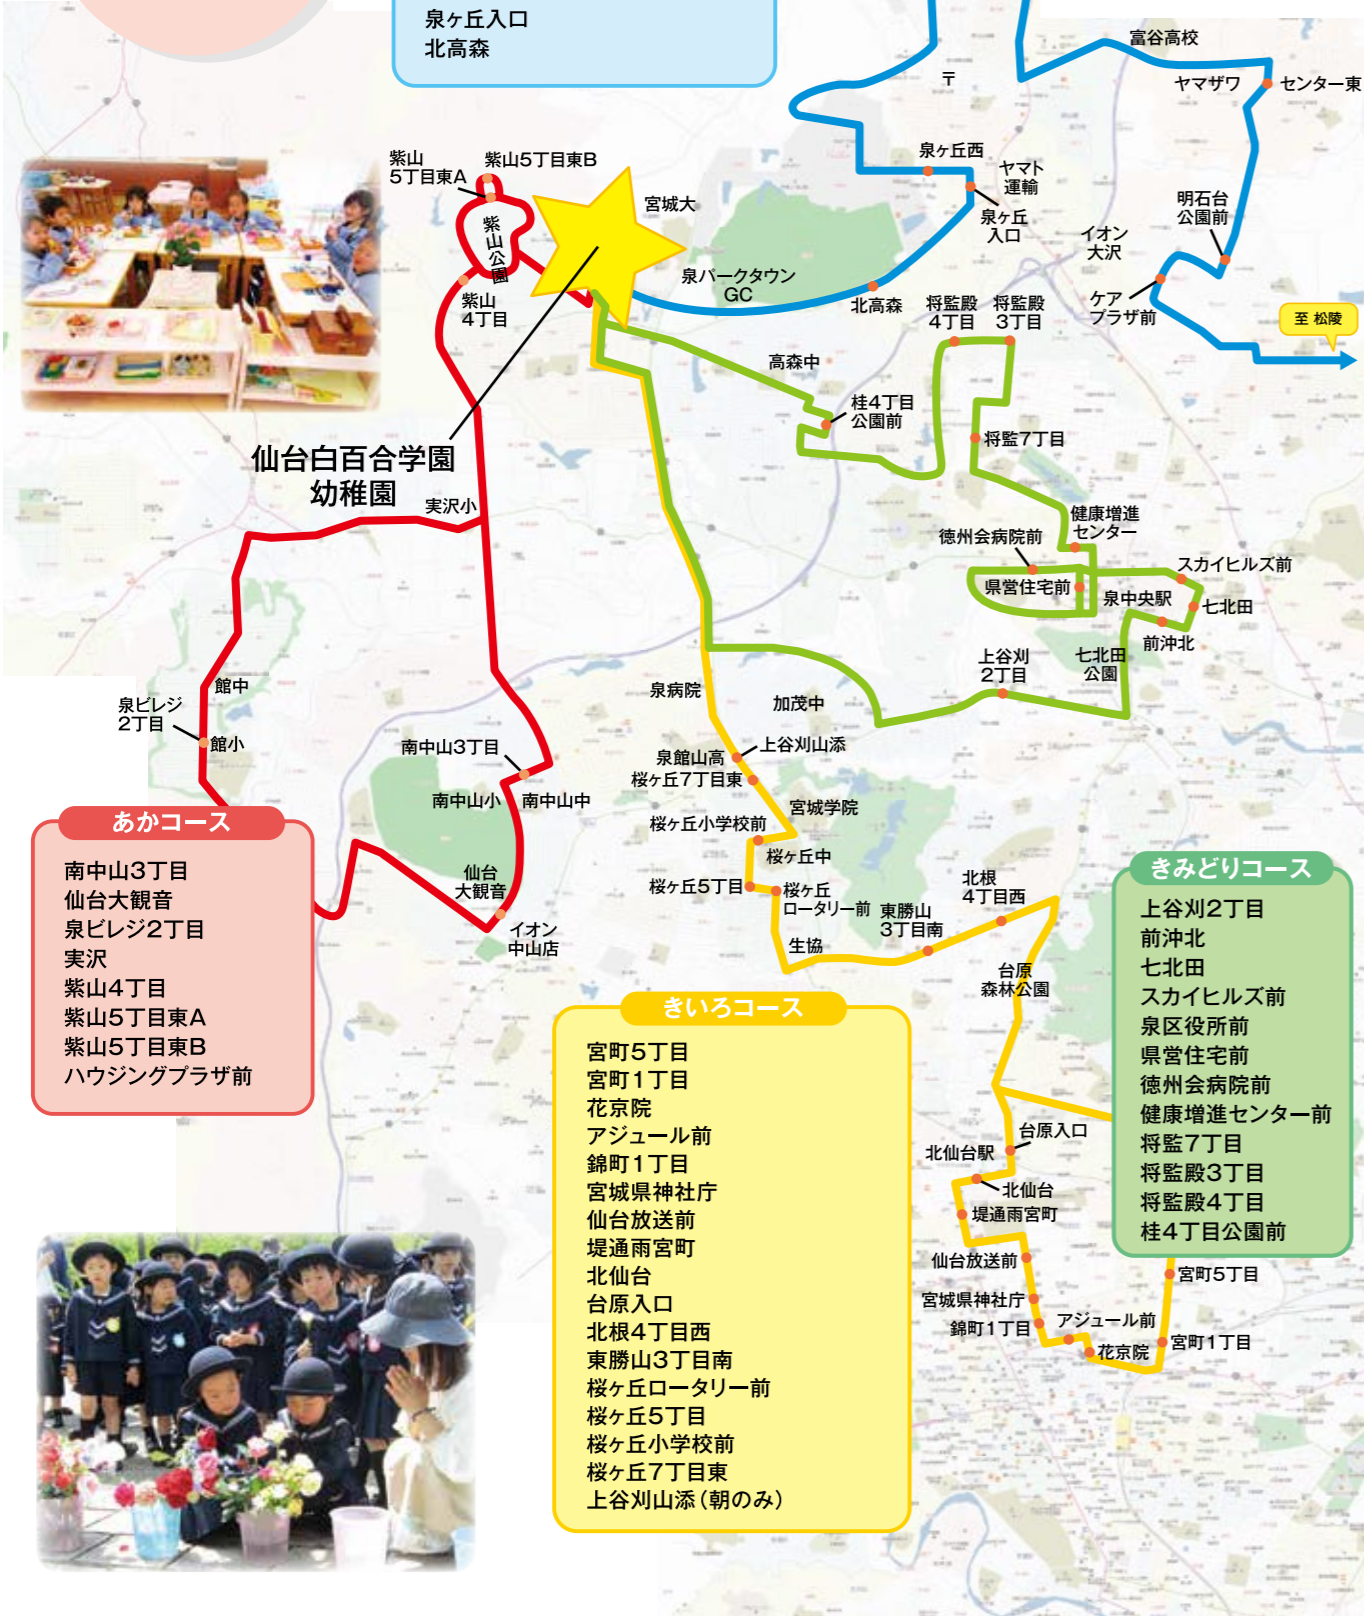 泉ヶ丘入口
北高森
富谷高校
〒
ヤマザワ
センター東
紫山
5丁目東A
紫山5丁目東B
泉ヶ丘西
ヤマト
運輸
宮城大
泉ヶ丘
入口
明石台
公園前
紫山公園
イオン
大沢
泉パークタウン
GC
紫山
4丁目
北高森
将監殿
4丁目
将監殿
3丁目
ケア
プラザ前
至 松陵
高森中
桂4丁目
公園前
将監7丁目
仙台白百合学園
幼稚園
実沢小
健康増進
センター
徳州会病院前
スカイヒルズ前
県営住宅前
泉中央駅
七北田
前沖北
上谷刈
2丁目
七北田
公園
館中
泉病院
加茂中
泉ビレジ
2丁目
館小
南中山3丁目
泉館山高
上谷刈山添
桜ヶ丘7丁目東
南中山小
南中山中
宮城学院
桜ヶ丘小学校前
桜ヶ丘中
仙台
大観音
桜ヶ丘5丁目
桜ヶ丘
ロータリー前
北根
4丁目西
東勝山
3丁目南
イオン
中山店
生協
台原
森林公園
あかコース
南中山3丁目
仙台大観音
泉ビレジ2丁目
実沢
紫山4丁目
紫山5丁目東A
紫山5丁目東B
ハウジングプラザ前
きいろコース
宮町5丁目
宮町1丁目
花京院
アジュール前
錦町1丁目
宮城県神社庁
仙台放送前
堤通雨宮町
北仙台
台原入口
北根4丁目西
東勝山3丁目南
桜ヶ丘ロータリー前
桜ヶ丘5丁目
桜ヶ丘小学校前
桜ヶ丘7丁目東
上谷刈山添(朝のみ)
きみどりコース
上谷刈2丁目
前沖北
七北田
スカイヒルズ前
泉区役所前
県営住宅前
徳州会病院前
健康増進センター前
将監7丁目
将監殿3丁目
将監殿4丁目
桂4丁目公園前
台原入口
北仙台駅
北仙台
堤通雨宮町
仙台放送前
宮町5丁目
宮城県神社庁
アジュール前
錦町1丁目
花京院
宮町1丁目